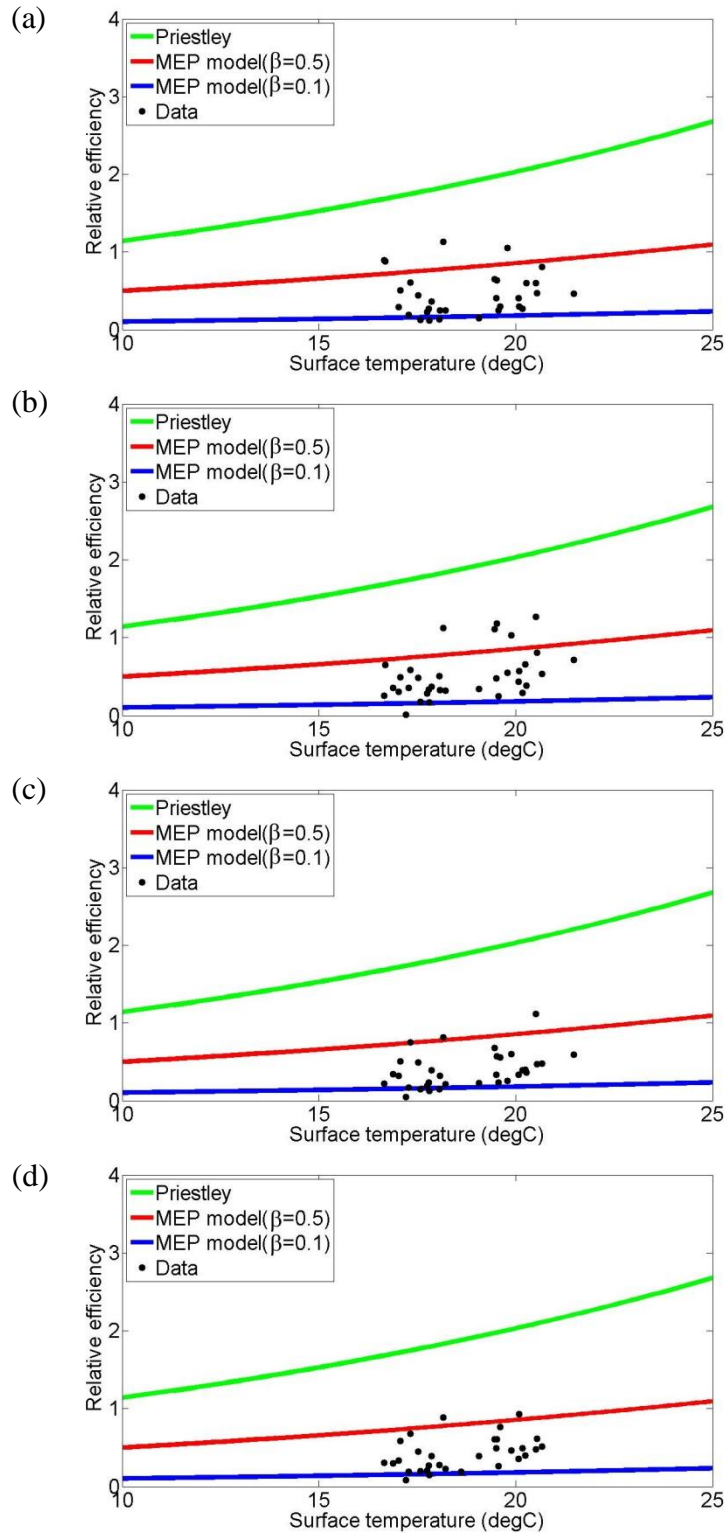 (a)
Priestley
MEP model(β=0.5)
MEP model(β=0.1)
Data
Relative efficiency
4
3
2
1
0
10
15
20
25
Surface temperature (degC)
(b)
Priestley
MEP model(β=0.5)
MEP model(β=0.1)
Data
Relative efficiency
4
3
2
1
0
10
15
20
25
Surface temperature (degC)
(c)
Priestley
MEP model(β=0.5)
MEP model(β=0.1)
Data
Relative efficiency
4
3
2
1
0
10
15
20
25
Surface temperature (degC)
(d)
Priestley
MEP model(β=0.5)
MEP model(β=0.1)
Data
Relative efficiency
4
3
2
1
0
10
15
20
25
Surface temperature (degC)